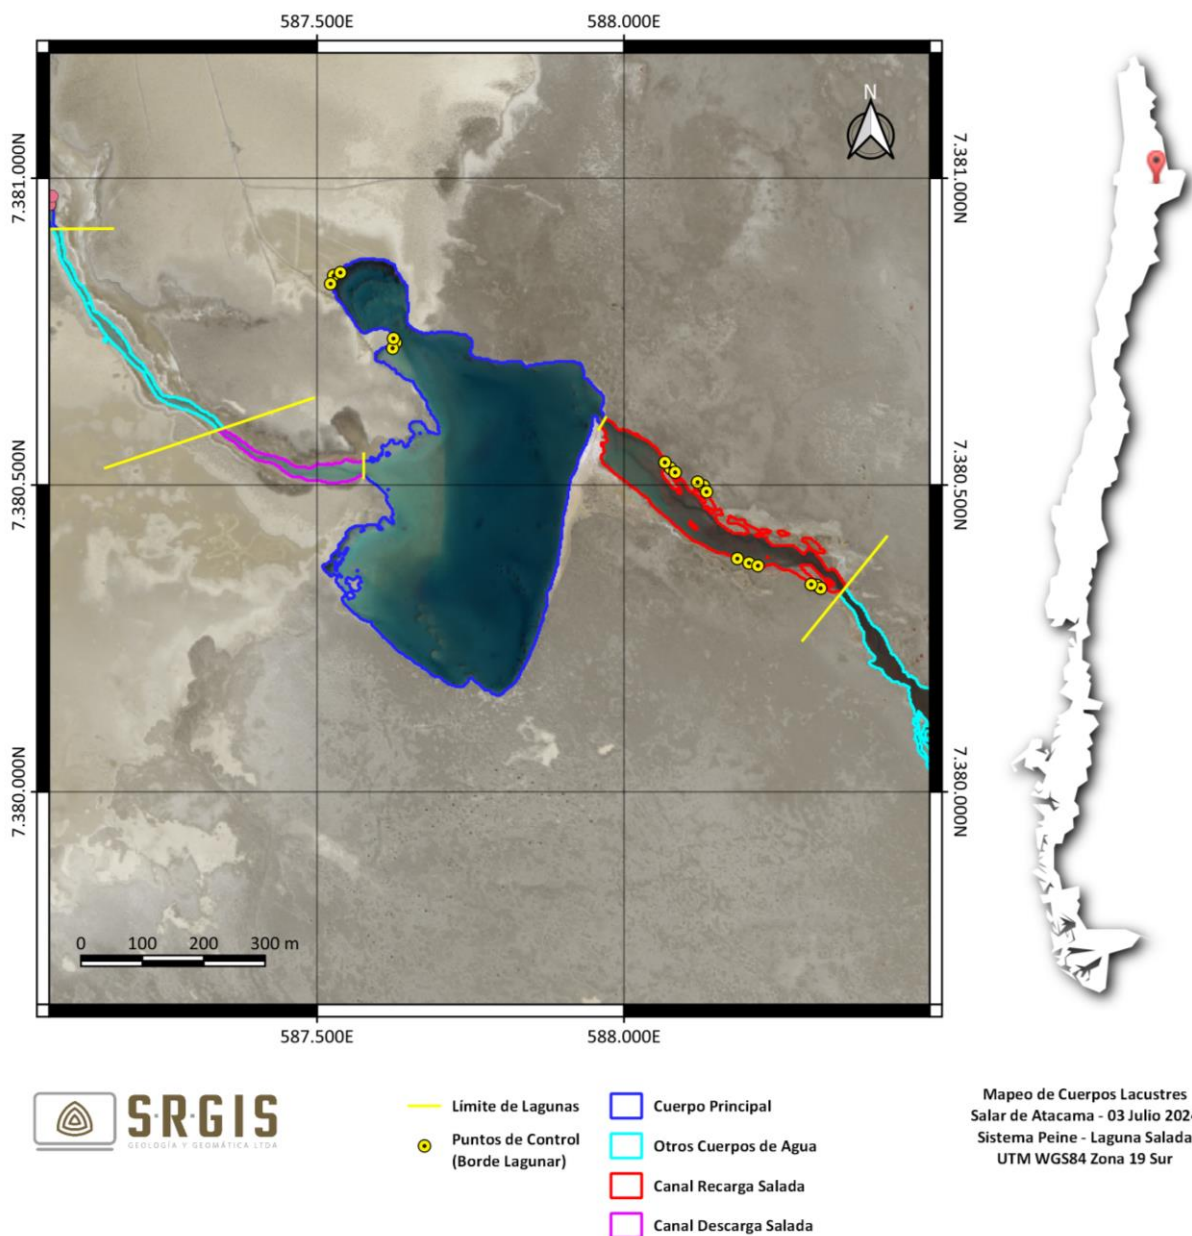 587.500E
588.000E
N
7.381.000N
7.381.000N
7.380.500N
7.380.500N
7.380.000N
7.380.000N
0 100 200 300 m
587.500E
588.000E
S·R·GIS
GEOLOGÍA Y GEOMÁTICA LTDA
Límite de Lagunas
Puntos de Control
(Borde Lagunar)
Cuerpo Principal
Otros Cuerpos de Agua
Canal Recarga Salada
Canal Descarga Salada
Mapeo de Cuerpos Lacustres
Salar de Atacama - 03 Julio 202
Sistema Peine - Laguna Salada
UTM WGS84 Zona 19 Sur